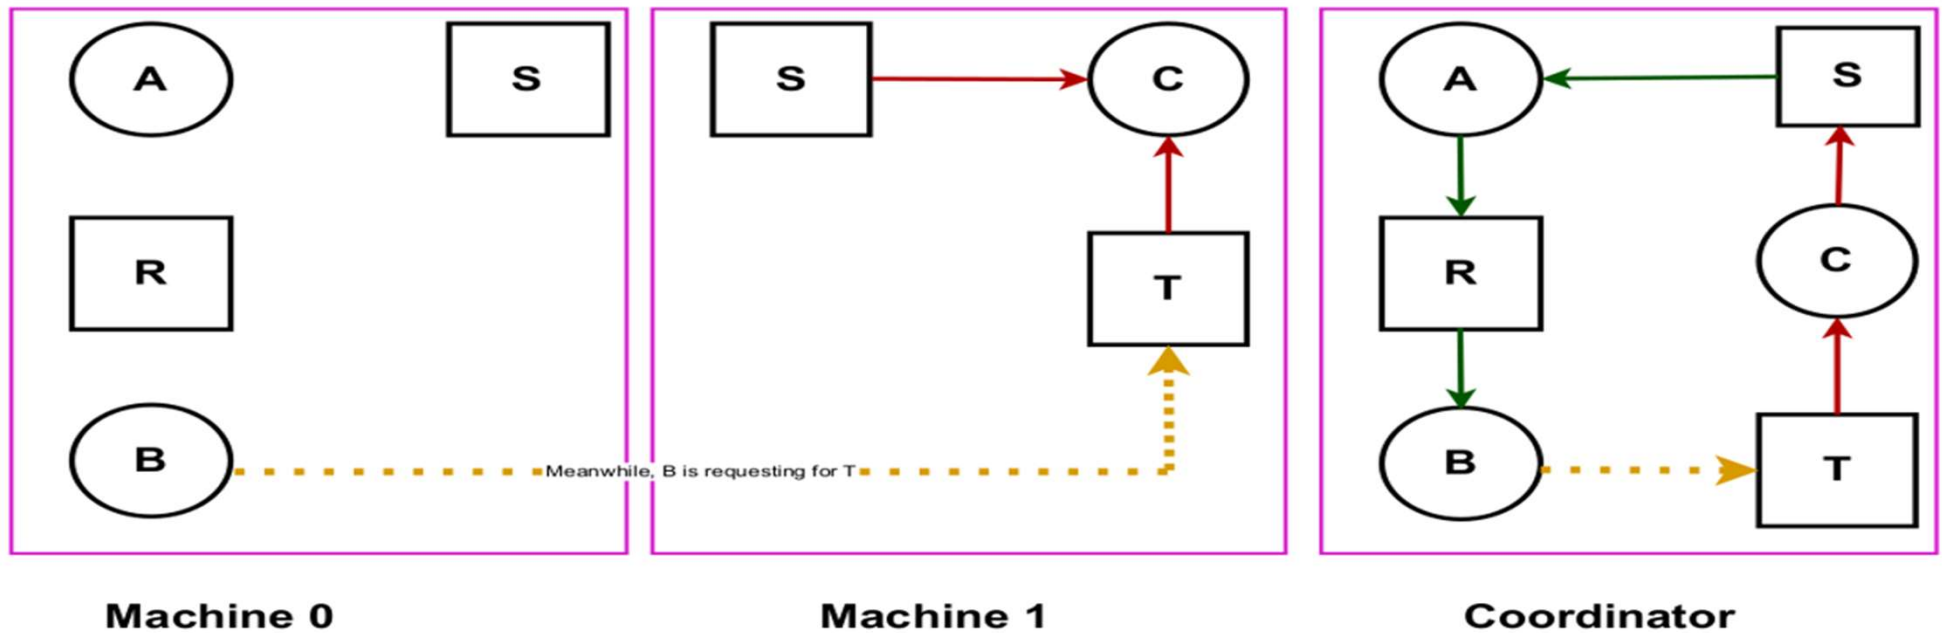 A
S
R
B
S
C
T
Meanwhile, B is requesting for T
A
S
R
C
B
T
Machine 0
Machine 1
Coordinator